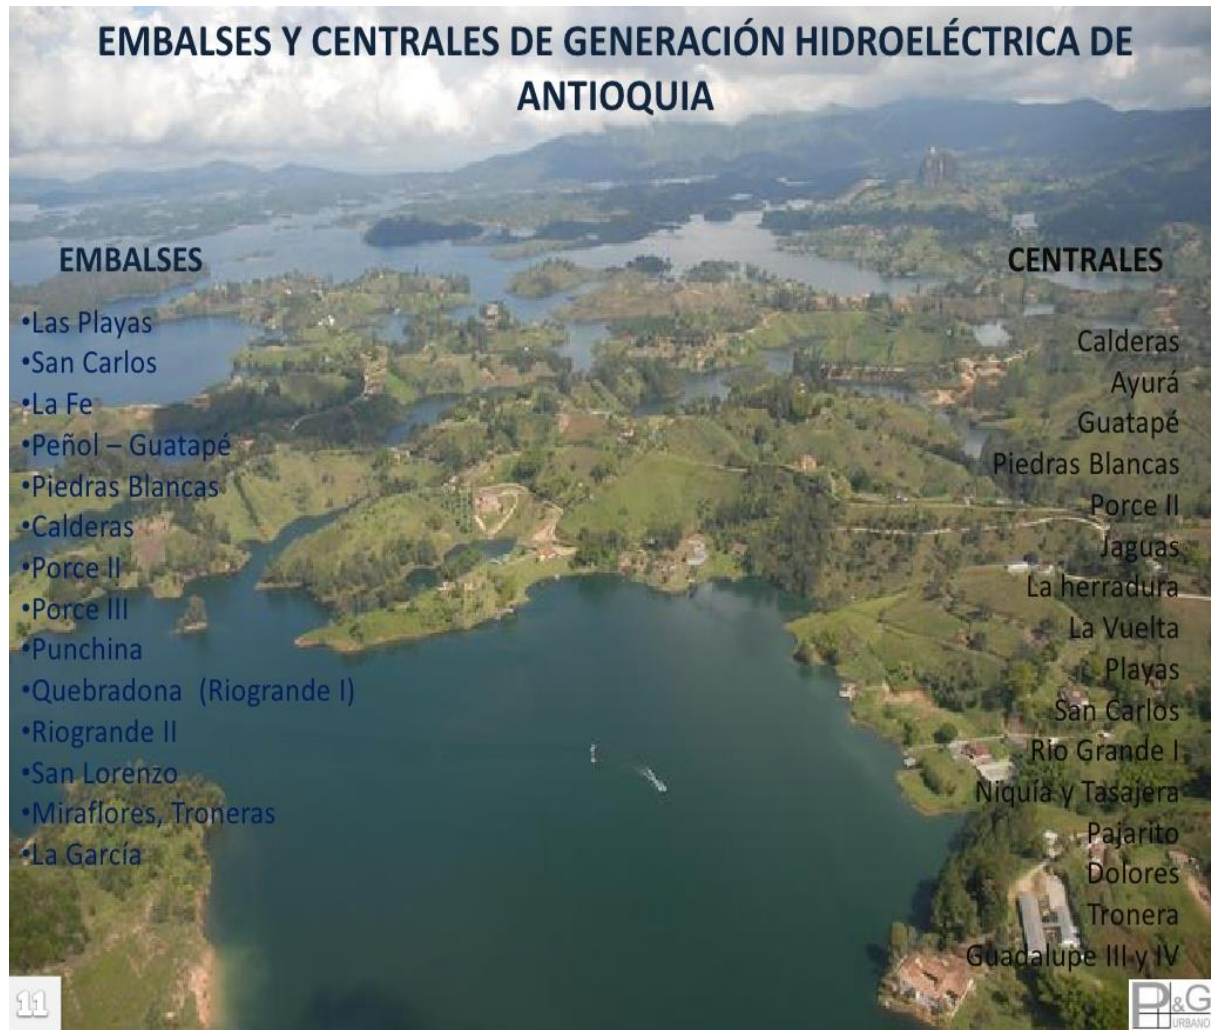 EMBALSES Y CENTRALES DE GENERACIÓN HIDROELÉCTRICA DE
ANTIOQUIA
EMBALSES
•Las Playas
•San Carlos
•La Fe
•Peñol – Guatapé
•Piedras Blancas
•Calderas
•Porce II
•Porce III
•Punchina
•Quebradona (Riogrande I)
•Riogrande II
•San Lorenzo
•Miraflores, Troneras
•La García
CENTRALES
Calderas
Ayurá
Guatapé
Piedras Blancas
Porce II
Jaguas
La herradura
La Vuelta
Playas
San Carlos
Rio Grande I
Niquía y Tasajera
Pajarito
Dolores
Tronera
Guadalupe III y IV
11
P&G
URBANO